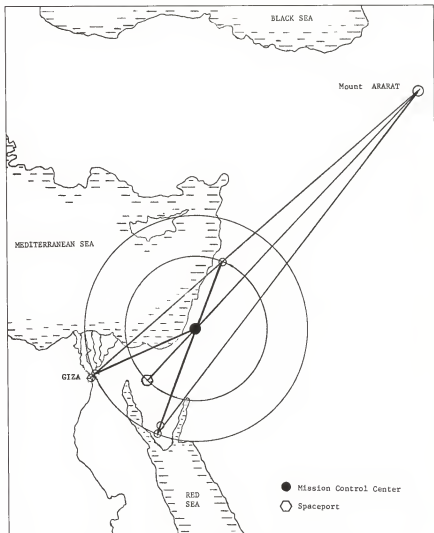 BLACK SEA
Mount ARARAT
MEDITERRANEAN SEA
GIZA
RED
SEA
Mission Control Center
Spaceport